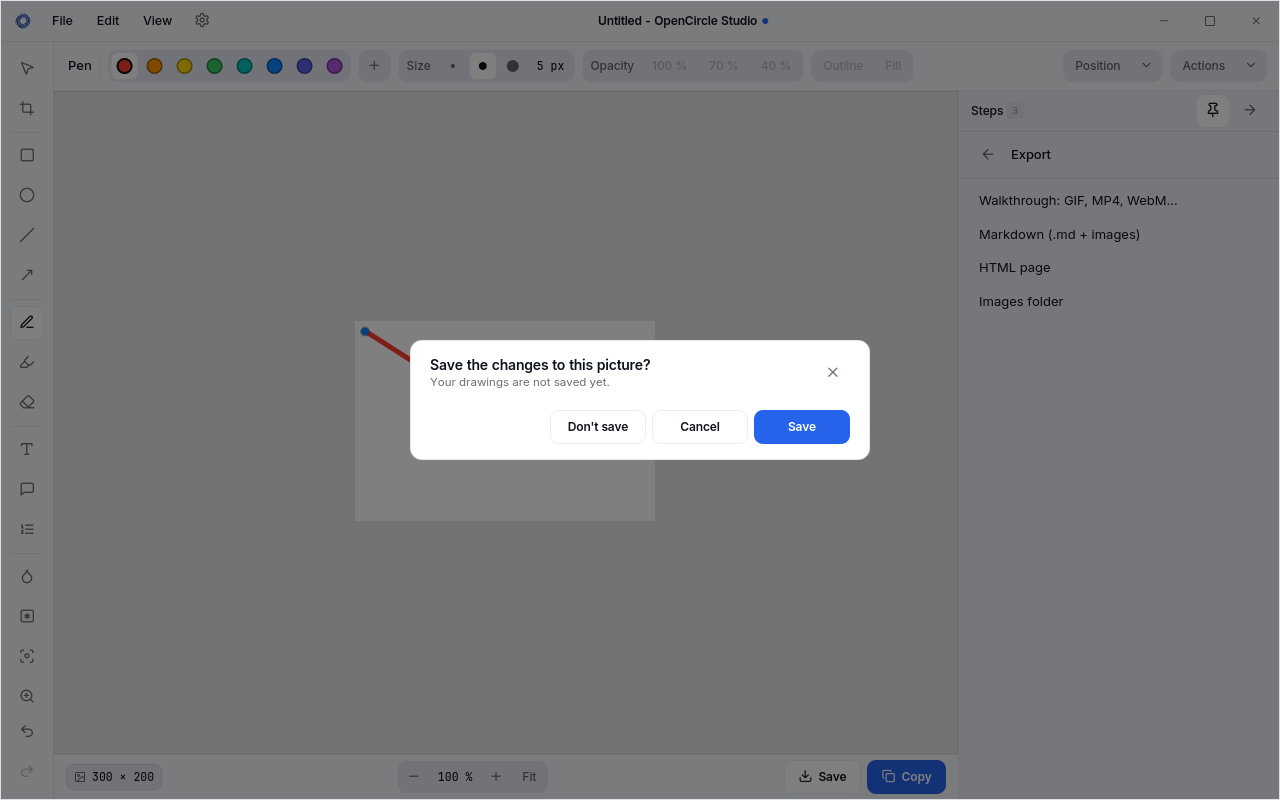 File Edit View Untitled - OpenCircle Studio
Pen Size 5 px Opacity 100 % 70 % 40 % Outline Fill Position Actions
Steps 3
Export
Walkthrough: GIF, MP4, WebM...
Markdown (.md + images)
HTML page
Images folder
Save the changes to this picture?
Your drawings are not saved yet.
Don't save Cancel Save
300 × 200 100 % Fit Save Copy